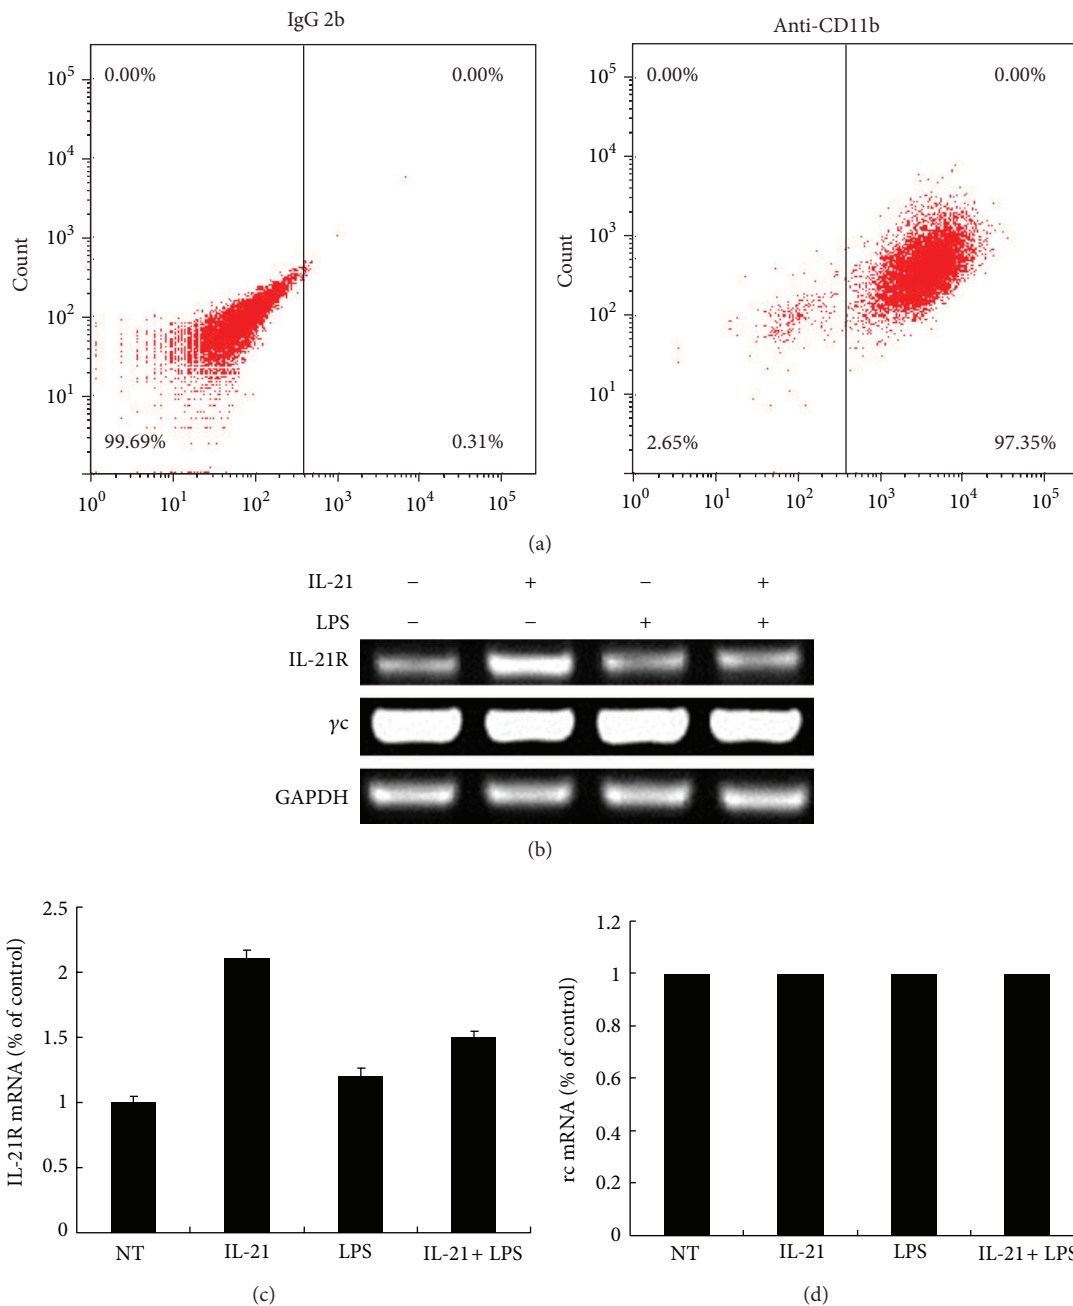 IgG 2b
Anti-CD11b
0.00%
0.00%
0.00%
0.00%
10^5
10^4
10^3
10^2
10^1
Count
99.69%
0.31%
10^0 10^1 10^2 10^3 10^4 10^5
10^5
10^4
10^3
10^2
10^1
Count
2.65%
97.35%
10^0 10^1 10^2 10^3 10^4 10^5
(a)
IL-21 − + − +
LPS − − + +
IL-21R
γc
GAPDH
(b)
IL-21R mRNA (% of control)
2.5
2
1.5
1
0.5
0
NT IL-21 LPS IL-21+ LPS
(c)
rc mRNA (% of control)
1.2
1
0.8
0.6
0.4
0.2
0
NT IL-21 LPS IL-21+ LPS
(d)